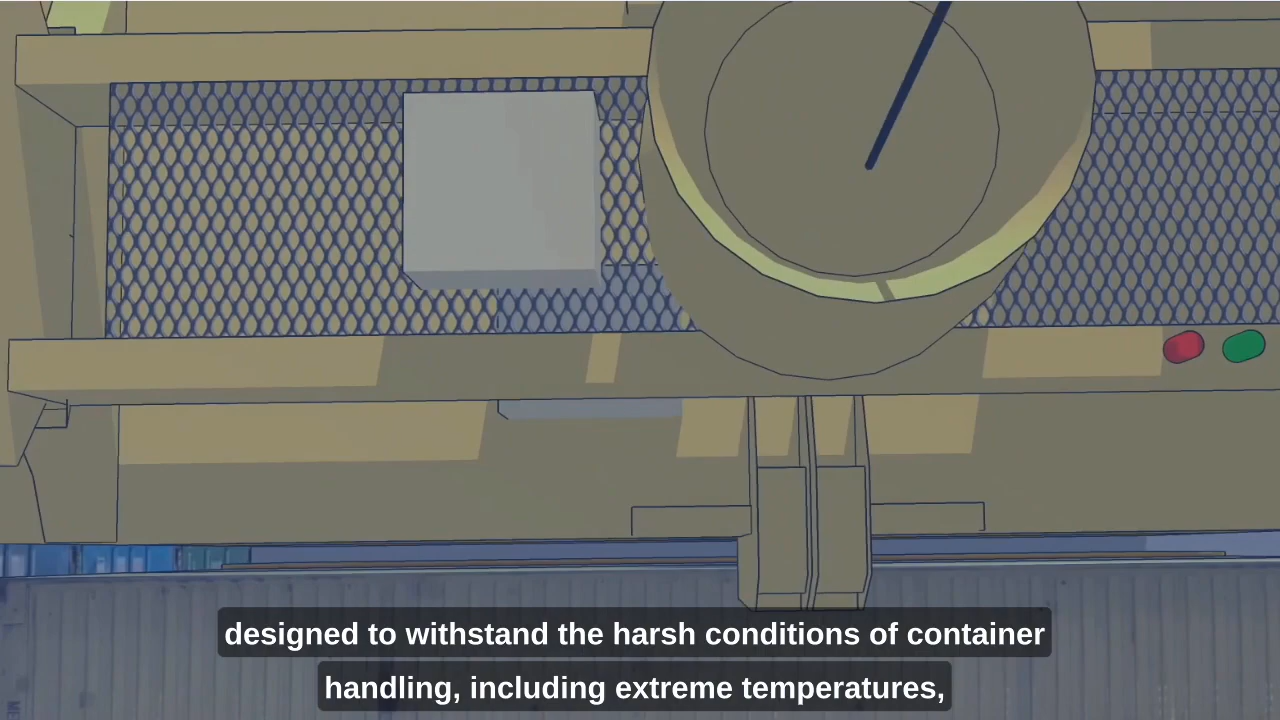 designed to withstand the harsh conditions of container
handling, including extreme temperatures,